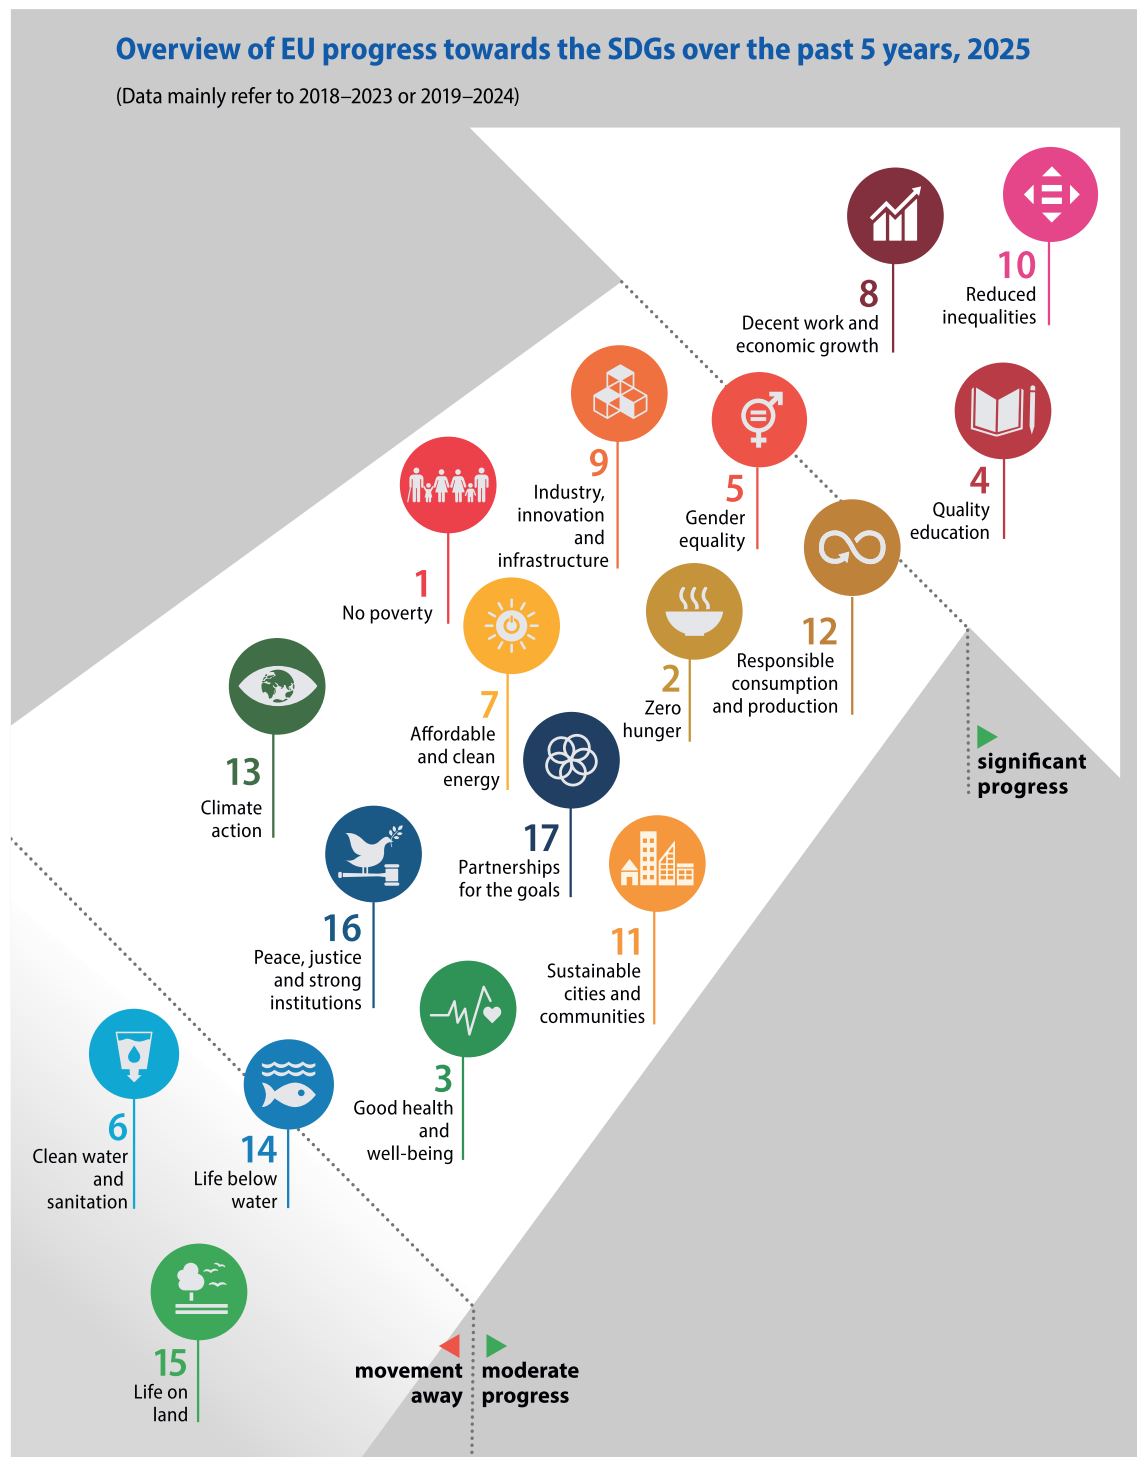 Overview of EU progress towards the SDGs over the past 5 years, 2025
(Data mainly refer to 2018–2023 or 2019–2024)
10
Reduced
inequalities
8
Decent work and
economic growth
9
Industry,
innovation
and
infrastructure
5
Gender
equality
4
Quality
education
1
No poverty
12
Responsible
consumption
and production
2
Zero
hunger
7
Affordable
and clean
energy
13
Climate
action
significant
progress
17
Partnerships
for the goals
16
Peace, justice
and strong
institutions
11
Sustainable
cities and
communities
3
Good health
and
well-being
6
Clean water
and
sanitation
14
Life below
water
15
Life on
land
movement
away
moderate
progress